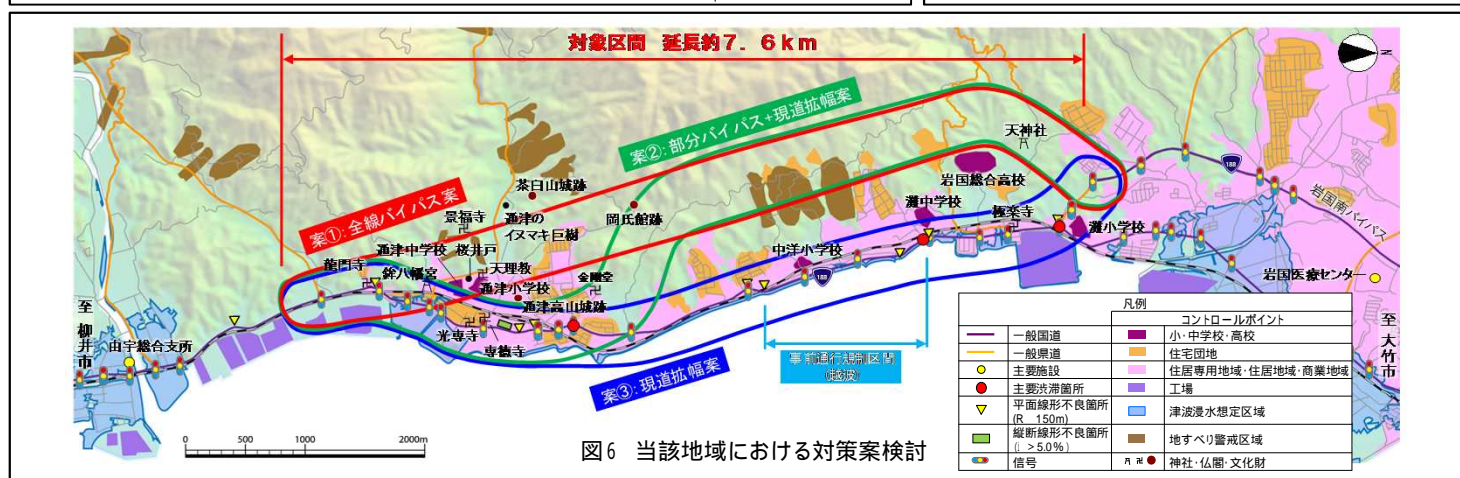 対象区間 延長約7.6km
N
案②:部分バイパス+現道拡幅案
天神社
岩国総合高校
茶臼山城跡
案①:全線バイパス案
景福寺
通津の
イヌマキ巨樹
岡氏館跡
灘中学校
極楽寺
188
岩国南バイパス
通津中学校
桜井戸
灘小学校
龍門寺
鉾八幡宮
天理教
金剛堂
中洋小学校
通津小学校
188
岩国医療センター
通津高山城跡
至 柳井市
由宇総合支所
光専寺
専徳寺
事前通行規制区間
(越波)
至 大竹市
案③:現道拡幅案
0 500 1000 2000m
図6 当該地域における対策案検討
凡例
コントロールポイント
一般国道
小・中学校・高校
一般県道
住宅団地
主要施設
住居専用地域・住居地域・商業地域
主要渋滞箇所
工場
平面線形不良箇所
(R 150m)
津波浸水想定区域
縦断線形不良箇所
(i >5.0%)
地すべり警戒区域
信号
神社・仏閣・文化財